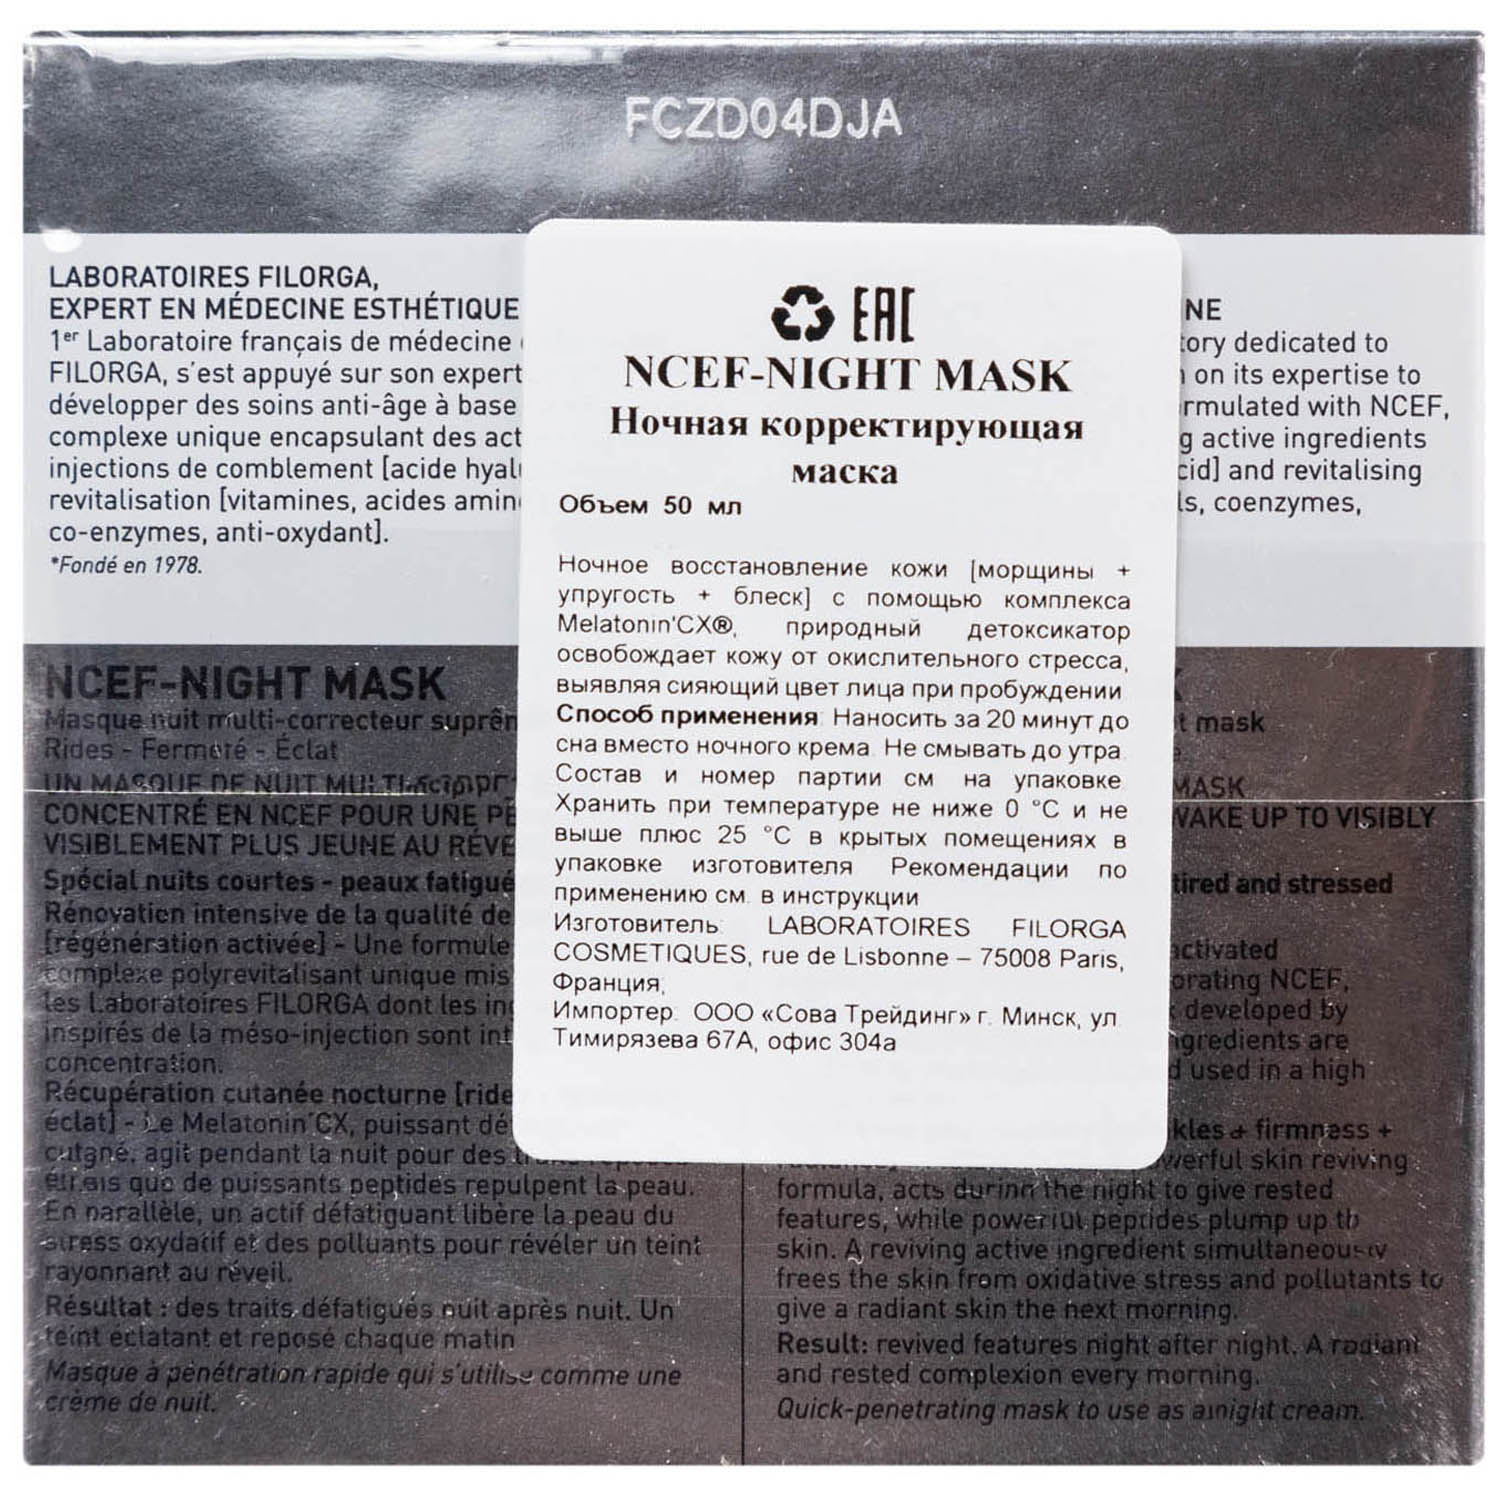 FCZD04DJA
LABORATOIRES FILORGA,
EXPERT EN MÉDECINE ESTHÉTIQUE
1er Laboratoire français de médecine
FILORGA, s'est appuyé sur son expert
développer des soins anti-âge à base
complexe unique encapsulant des act
injections de comblement [acide hyal
revitalisation [vitamines, acides amin
co-enzymes, anti-oxydant].
*Fondé en 1978.
NCEF-NIGHT MASK
Masque nuit multi-correcteur suprêm
Rides - Fermeté - Éclat
UN MASQUE DE NUIT
CONCENTRÉ EN NCEF POUR UNE PE
VISIBLEMENT PLUS JEUNE AU RÉVE
Spécial nuits courtes - peaux fatigué
Rénovation intensive de la qualité de
[régénération activée] - Une formule
complexe polyrevitalisant unique mis
les Laboratoires FILORGA dont les in
inspirés de la méso-injection sont int
concentration.
Récupération cutanée nocturne [ride
éclat] - Le Melatonin'CX, puissant dé
cutané, agit pendant la nuit pour des
que de puissants peptides repulpent la peau.
En parallèle, un actif défatiguant libère la peau du
stress oxydatif et des polluants pour révéler un teint
rayonnant au réveil.
Résultat : des traits défatigués nuit après nuit. Un
teint éclatant et reposé chaque matin
Masque à pénétration rapide qui s'utilise comme une
crème de nuit.
EAC
NCEF-NIGHT MASK
Ночная корректирующая
маска
Объем 50 мл
Ночное восстановление кожи [морщины +
упругость + блеск] с помощью комплекса
Melatonin'CX®, природный детоксикатор
освобождает кожу от окислительного стресса,
выявляя сияющий цвет лица при пробуждении
Способ применения: Наносить за 20 минут до
сна вместо ночного крема. Не смывать до утра.
Состав и номер партии см. на упаковке
Хранить при температуре не ниже 0 °C и не
выше плюс 25 °C в крытых помещениях в
упаковке изготовителя Рекомендации по
применению см. в инструкции
Изготовитель: LABORATOIRES FILORGA
COSMETIQUES, rue de Lisbonne – 75008 Paris,
Франция;
Импортер: ООО «Сова Трейдинг» г. Минск, ул.
Тимирязева 67А, офис 304а
NE
tory dedicated to
on its expertise to
rmulated with NCEF,
g active ingredients
cid] and revitalising
ls, coenzymes,
t mask
MASK
WAKE UP TO VISIBLY
tired and stressed
activated
orating NCEF,
developed by
ngredients are
d used in a high
kles + firmness +
werful skin reviving
formula, acts during the night to give rested
features, while powerful peptides plump up th
skin. A reviving active ingredient simultaneously
frees the skin from oxidative stress and pollutants to
give a radiant skin the next morning.
Result: revived features night after night. A radiant
and rested complexion every morning.
Quick-penetrating mask to use as a night cream.